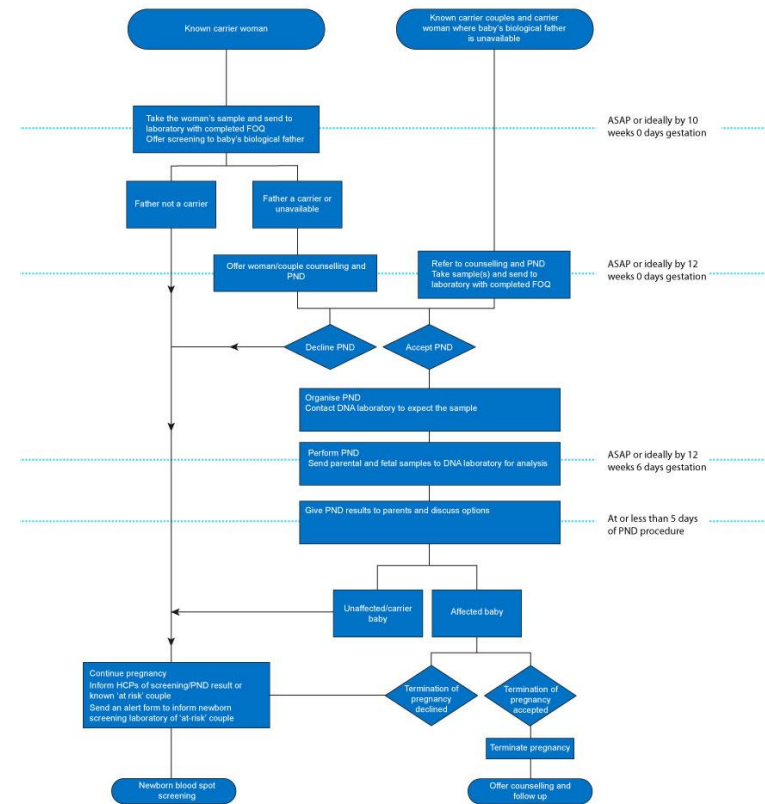 Known carrier woman
Known carrier couples and carrier
woman where baby's biological father
is unavailable
Take the woman's sample and send to
laboratory with completed FOQ
Offer screening to baby's biological father
ASAP or ideally by 10
weeks 0 days gestation
Father not a carrier
Father a carrier or
unavailable
Offer woman/couple counselling and
PND
Refer to counselling and PND
Take sample(s) and send to
laboratory with completed FOQ
ASAP or ideally by 12
weeks 0 days gestation
Decline PND
Accept PND
Organise PND
Contact DNA laboratory to expect the sample
Perform PND
Send parental and fetal samples to DNA laboratory for analysis
ASAP or ideally by 12
weeks 6 days gestation
Give PND results to parents and discuss options
At or less than 5 days
of PND procedure
Unaffected/carrier
baby
Affected baby
Continue pregnancy
Inform HCPs of screening/PND result or
known 'at risk' couple
Send an alert form to inform newborn
screening laboratory of 'at-risk' couple
Termination of
pregnancy
declined
Termination of
pregnancy
accepted
Terminate pregnancy
Newborn blood spot
screening
Offer counselling and
follow up